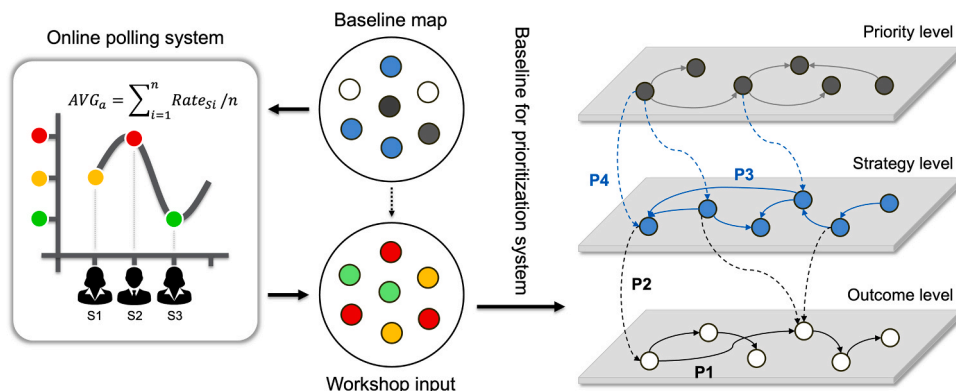 Online polling system
AVG_a = ∑_{i=1}^{n} Rate_{Si}/n
S1 S2 S3
Baseline map
Workshop input
Baseline for prioritization system
Priority level
P4
P3
Strategy level
P2
Outcome level
P1